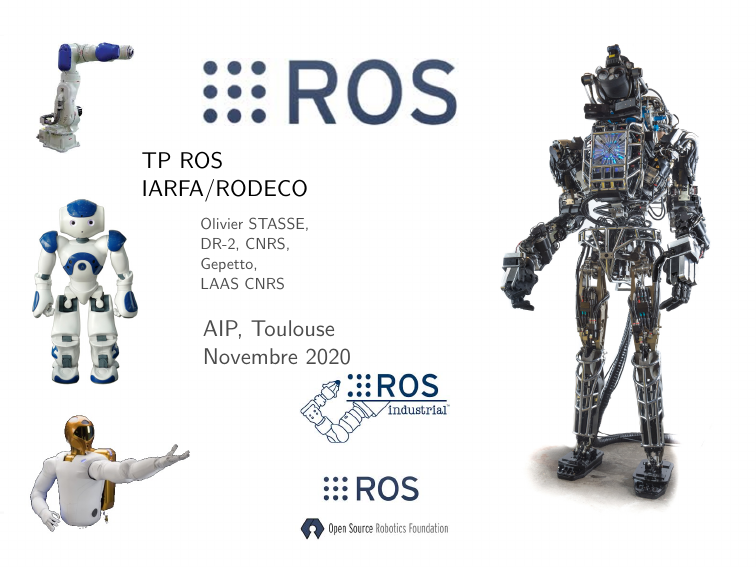 ROS
TP ROS
IARFA/RODECO
Olivier STASSE,
DR-2, CNRS,
Gepetto,
LAAS CNRS
AIP, Toulouse
Novembre 2020
ROS
industrial™
ROS
Open Source Robotics Foundation